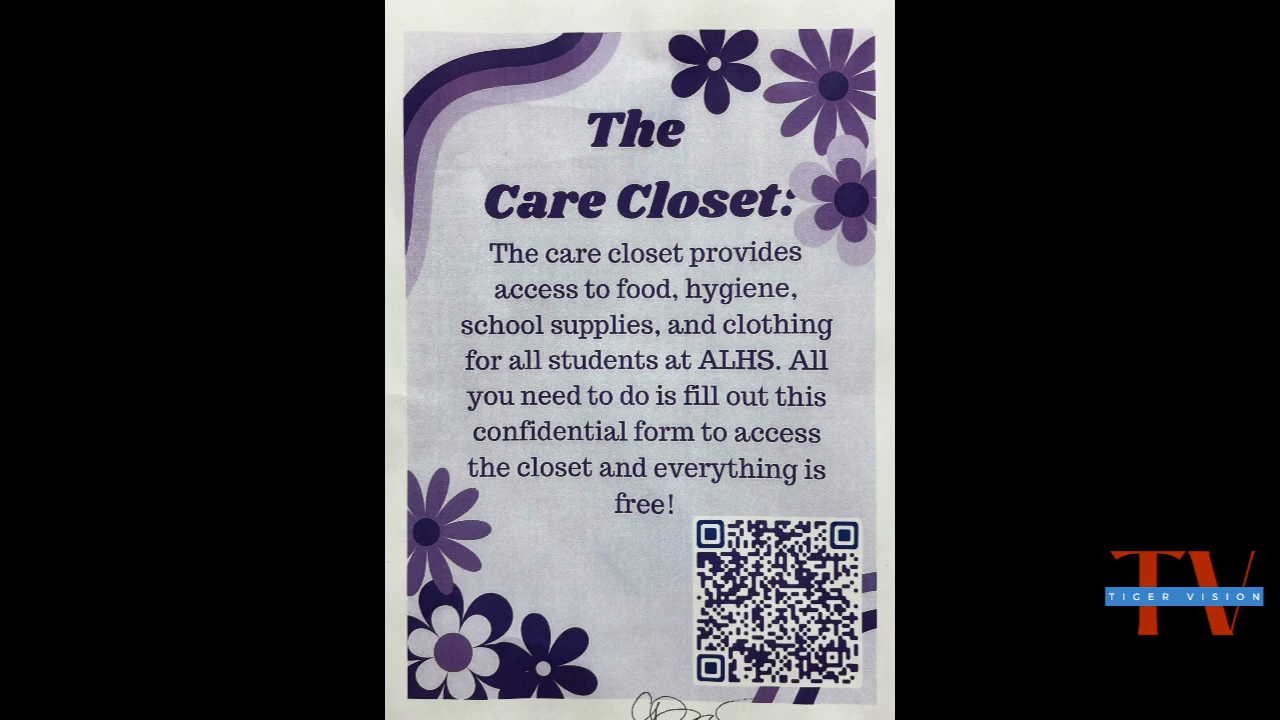 The
Care Closet:
The care closet provides
access to food, hygiene,
school supplies, and clothing
for all students at ALHS. All
you need to do is fill out this
confidential form to access
the closet and everything is
free!
TV
TIGER VISION